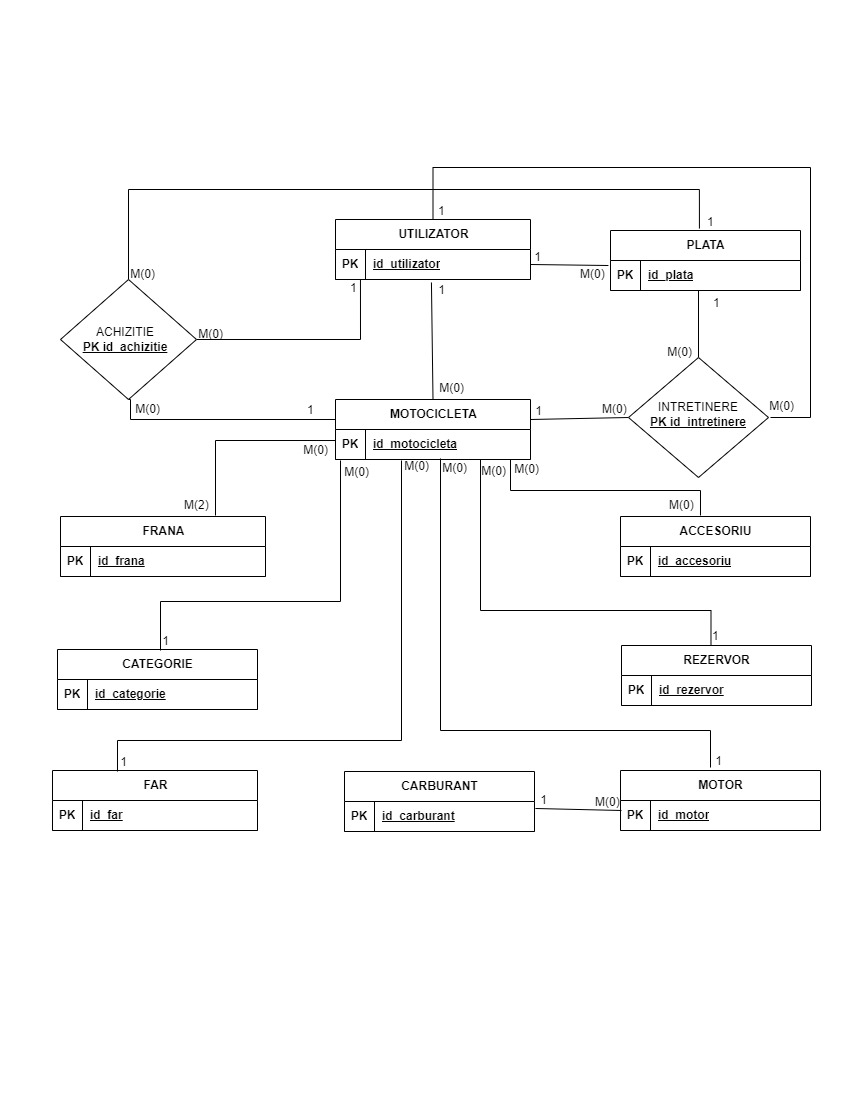 1
UTILIZATOR
PK id_utilizator
1
PLATA
PK id_plata
1
M(0)
M(0)
1
1
1
ACHIZITIE
PK id_achizitie
M(0)
M(0)
M(0)
M(0)
1
MOTOCICLETA
PK id_motocicleta
1
M(0)
INTRETINERE
PK id_intretinere
M(0)
M(0)
M(0)
M(0)
M(0)
M(0)
M(0)
M(2)
M(0)
FRANA
PK id_frana
ACCESORIU
PK id_accesoriu
1
1
CATEGORIE
PK id_categorie
REZERVOR
PK id_rezervor
1
1
FAR
PK id_far
CARBURANT
PK id_carburant
1
M(0)
MOTOR
PK id_motor